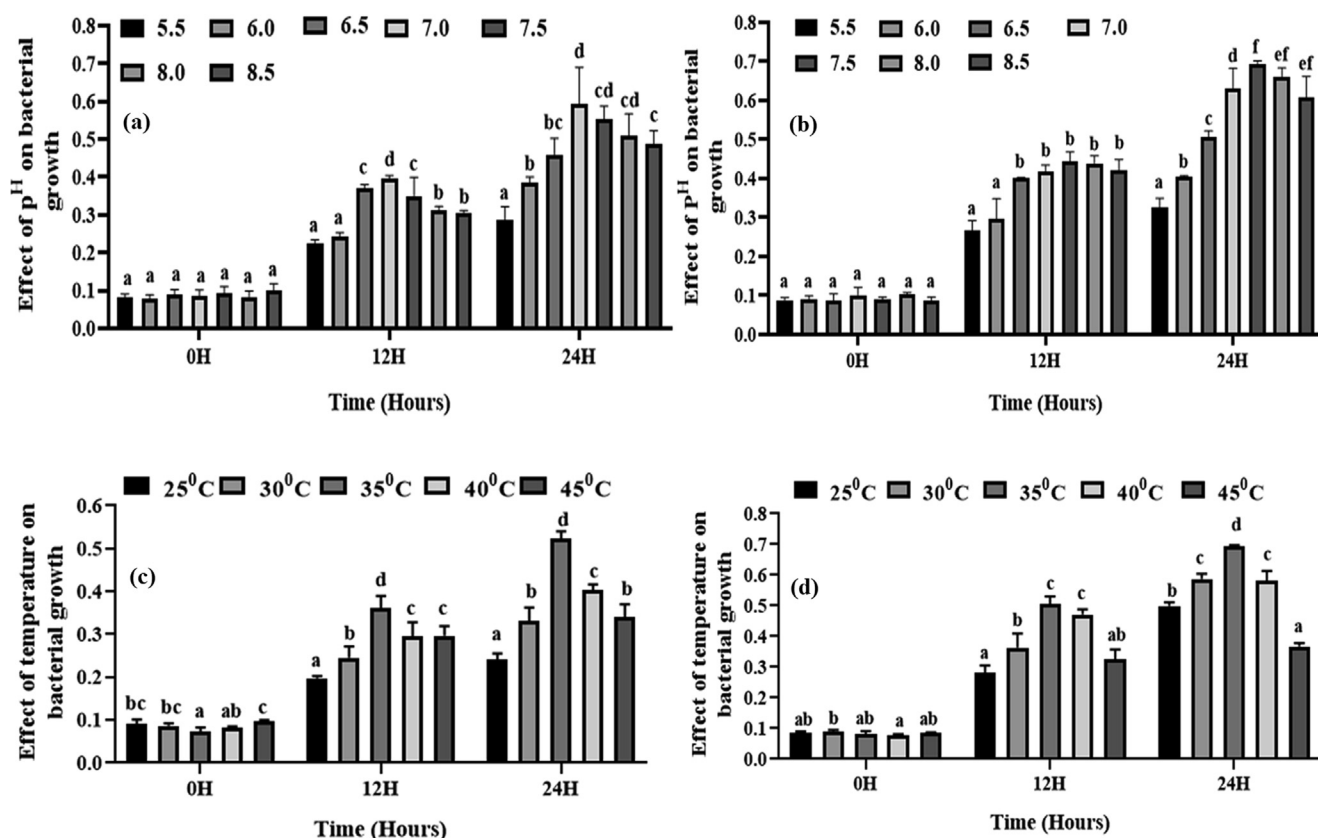 5.5 6.0 6.5 7.0 7.5
8.0 8.5
(a)
Effect of pH on bacterial
growth
0.8
0.7
0.6
0.5
0.4
0.3
0.2
0.1
0.0
a a a a a a a
a a c d c b b
a b bc d cd cd c
0H 12H 24H
Time (Hours)
5.5 6.0 6.5 7.0
7.5 8.0 8.5
(b)
Effect of PH on bacterial
growth
0.8
0.7
0.6
0.5
0.4
0.3
0.2
0.1
0.0
a a a a a a a
a a b b b b b
a b c d f ef ef
0H 12H 24H
Time (Hours)
25⁰C 30⁰C 35⁰C 40⁰C 45⁰C
(c)
Effect of temperature on
bacterial growth
0.6
0.5
0.4
0.3
0.2
0.1
0.0
bc bc a ab c
a b d c c
a b d c b
0H 12H 24H
Time (Hours)
25⁰C 30⁰C 35⁰C 40⁰C 45⁰C
(d)
Effect of temperature on
bacterial growth
0.8
0.7
0.6
0.5
0.4
0.3
0.2
0.1
0.0
ab b ab a ab
a b c c ab
b c d c a
0H 12H 24H
Time (Hours)